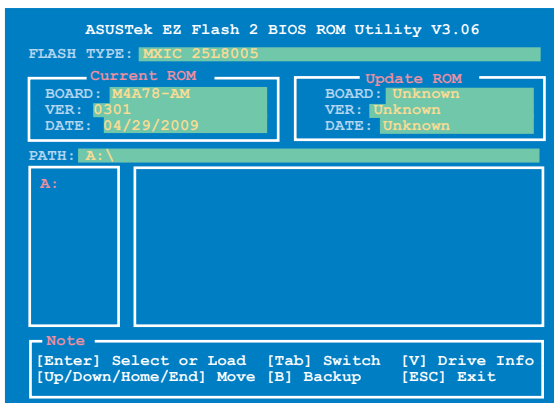 ASUSTek EZ Flash 2 BIOS ROM Utility V3.06
FLASH TYPE: MXIC 25L8005
Current ROM
BOARD: M4A78-AM
VER: 0301
DATE: 04/29/2009
Update ROM
BOARD: Unknown
VER: Unknown
DATE: Unknown
PATH: A:\
A:
Note
[Enter] Select or Load [Tab] Switch [V] Drive Info
[Up/Down/Home/End] Move [B] Backup [ESC] Exit